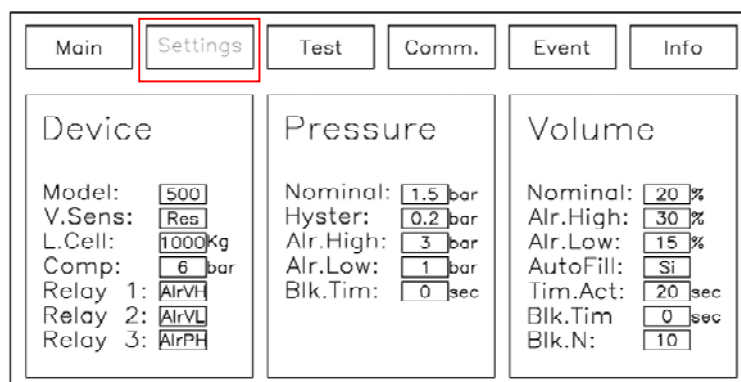 Main Settings Test Comm. Event Info
Device
Model: 500
V.Sens: Res
L.Cell: 1000 Kg
Comp: 6 bar
Relay 1: AlrVH
Relay 2: AlrVL
Relay 3: AlrPH
Pressure
Nominal: 1.5 bar
Hyster: 0.2 bar
Alr.High: 3 bar
Alr.Low: 1 bar
Blk.Tim: 0 sec
Volume
Nominal: 20 %
Alr.High: 30 %
Alr.Low: 15 %
AutoFill: Si
Tim.Act: 20 sec
Blk.Tim 0 sec
Blk.N: 10